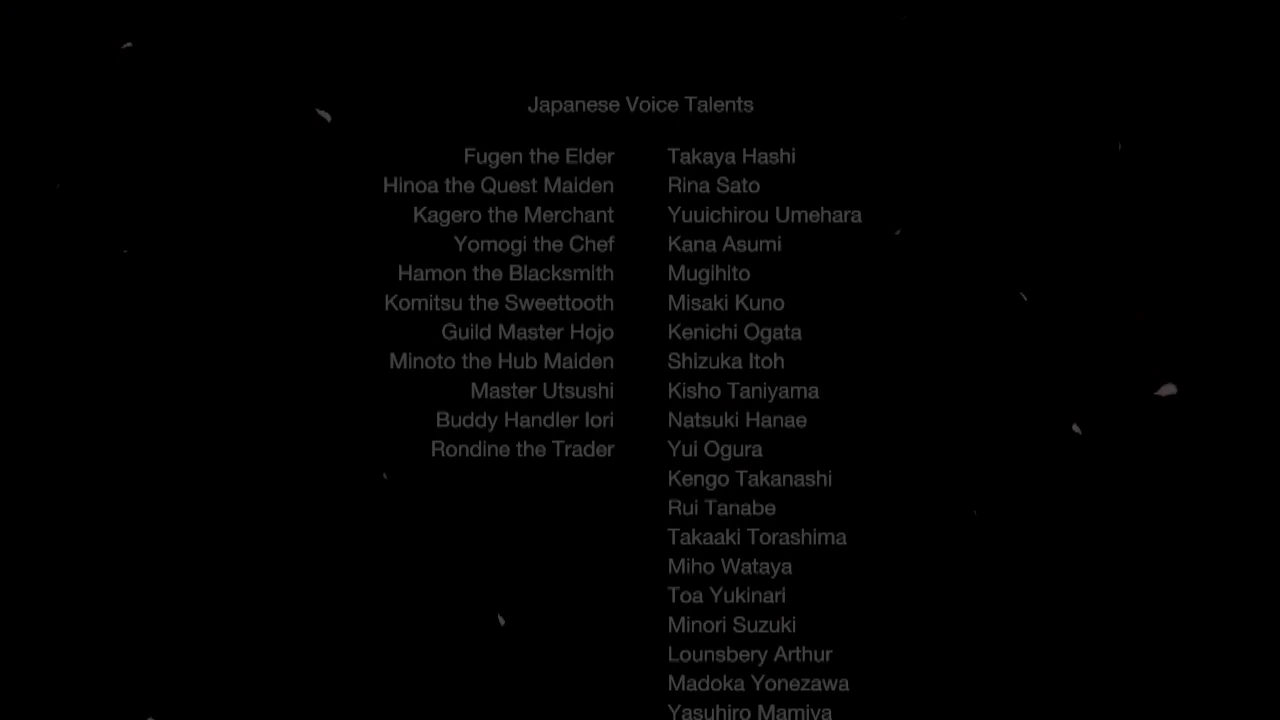 Japanese Voice Talents
Fugen the Elder Takaya Hashi
Hinoa the Quest Maiden Rina Sato
Kagero the Merchant Yuuichirou Umehara
Yomogi the Chef Kana Asumi
Hamon the Blacksmith Mugihito
Komitsu the Sweettooth Misaki Kuno
Guild Master Hojo Kenichi Ogata
Minoto the Hub Maiden Shizuka Itoh
Master Utsushi Kisho Taniyama
Buddy Handler Iori Natsuki Hanae
Rondine the Trader Yui Ogura
Kengo Takanashi
Rui Tanabe
Takaaki Torashima
Miho Wataya
Toa Yukinari
Minori Suzuki
Lounsbery Arthur
Madoka Yonezawa
Yasuhiro Mamiya